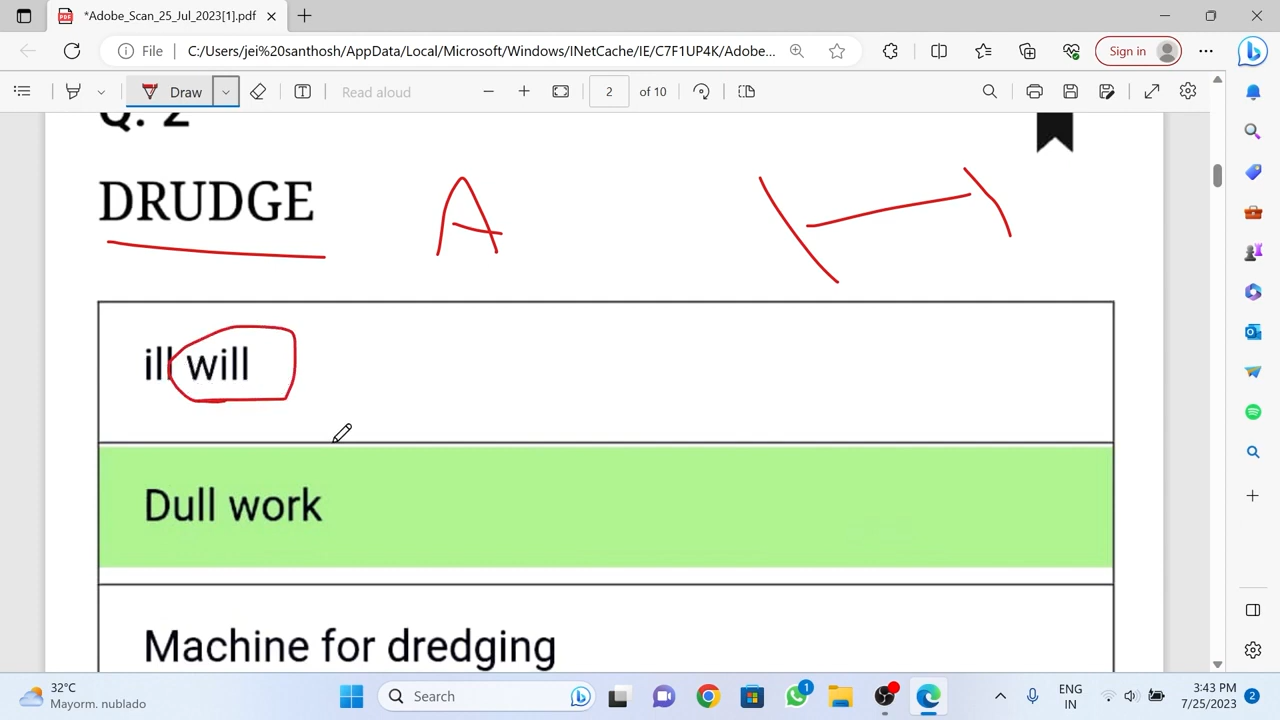 *Adobe_Scan_25_Jul_2023[1].pdf
File
C:/Users/jei%20santhosh/AppData/Local/Microsoft/Windows/INetCache/IE/C7F1UP4K/Adobe...
Sign in
Draw
Read aloud
2
of 10
Q. 2
DRUDGE
A
ill will
Dull work
Machine for dredging
32°C
Mayorm. nublado
Search
1
ENG
IN
3:43 PM
7/25/2023
2